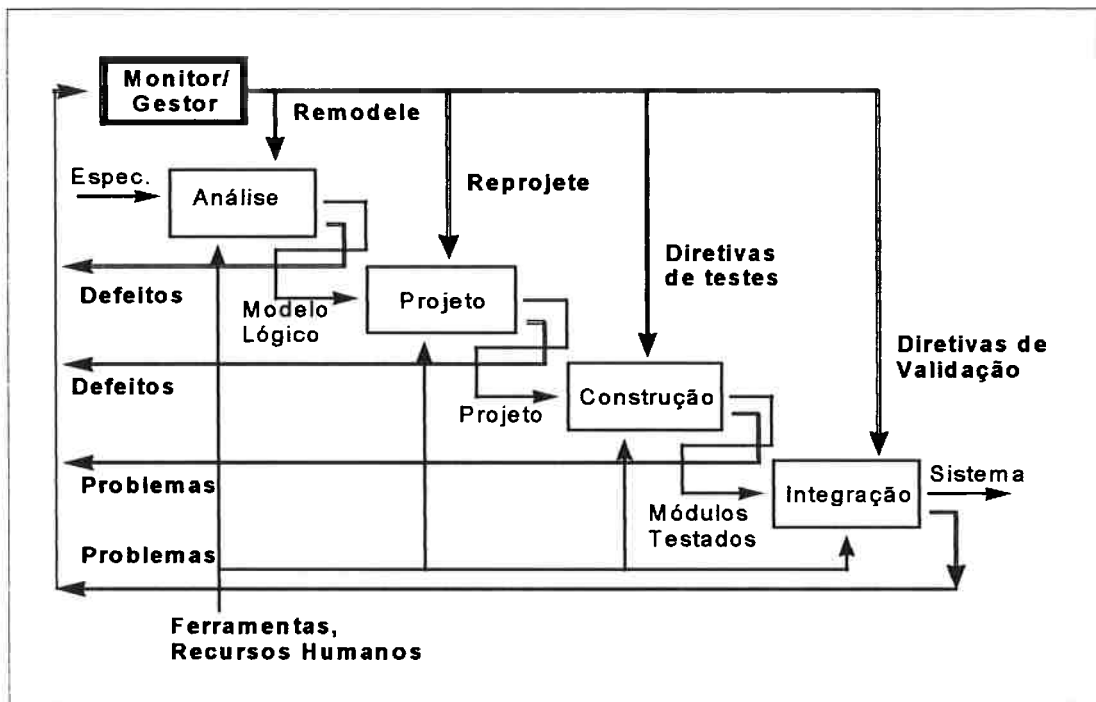 Monitor/
Gestor
Remodele
Espec.
Análise
Reprojete
Diretivas
de testes
Defeitos
Modelo
Lógico
Projeto
Diretivas de
Validação
Defeitos
Projeto
Construção
Problemas
Sistema
Integração
Módulos
Testados
Problemas
Ferramentas,
Recursos Humanos